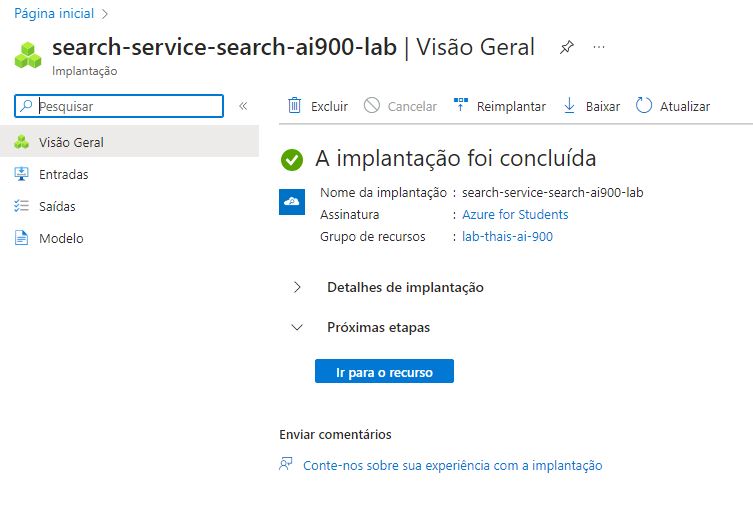 Página inicial >
search-service-search-ai900-lab | Visão Geral ...
Implantação
Pesquisar «
Visão Geral
Entradas
Saídas
Modelo
Excluir Cancelar Reimplantar Baixar Atualizar
A implantação foi concluída
Nome da implantação : search-service-search-ai900-lab
Assinatura : Azure for Students
Grupo de recursos : lab-thais-ai-900
Detalhes de implantação
Próximas etapas
Ir para o recurso
Enviar comentários
Conte-nos sobre sua experiência com a implantação